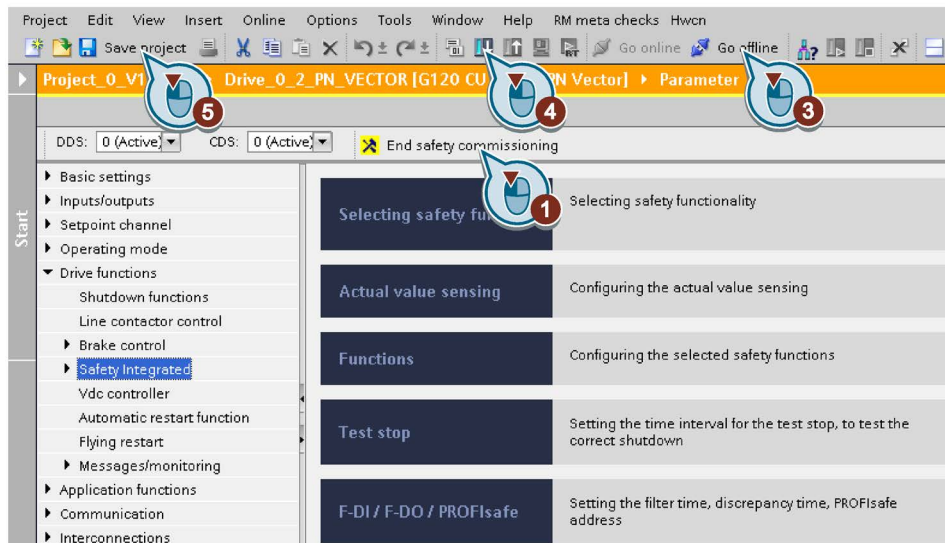 Project Edit View Insert Online Options Tools Window Help RM meta checks Hwcn
Save project Go online Go offline
Project_0_V1 Drive_0_2_PN_VECTOR [G120 CU PN Vector] Parameter
5 4 3
DDS: 0 (Active) CDS: 0 (Active) End safety commissioning
1
Start
Basic settings
Inputs/outputs
Setpoint channel
Operating mode
Drive functions
Shutdown functions
Line contactor control
Brake control
Safety Integrated
Vdc controller
Automatic restart function
Flying restart
Messages/monitoring
Application functions
Communication
Interconnections
Selecting safety fu
Selecting safety functionality
Actual value sensing
Configuring the actual value sensing
Functions
Configuring the selected safety functions
Test stop
Setting the time interval for the test stop, to test the
correct shutdown
F-DI / F-DO / PROFIsafe
Setting the filter time, discrepancy time, PROFIsafe
address